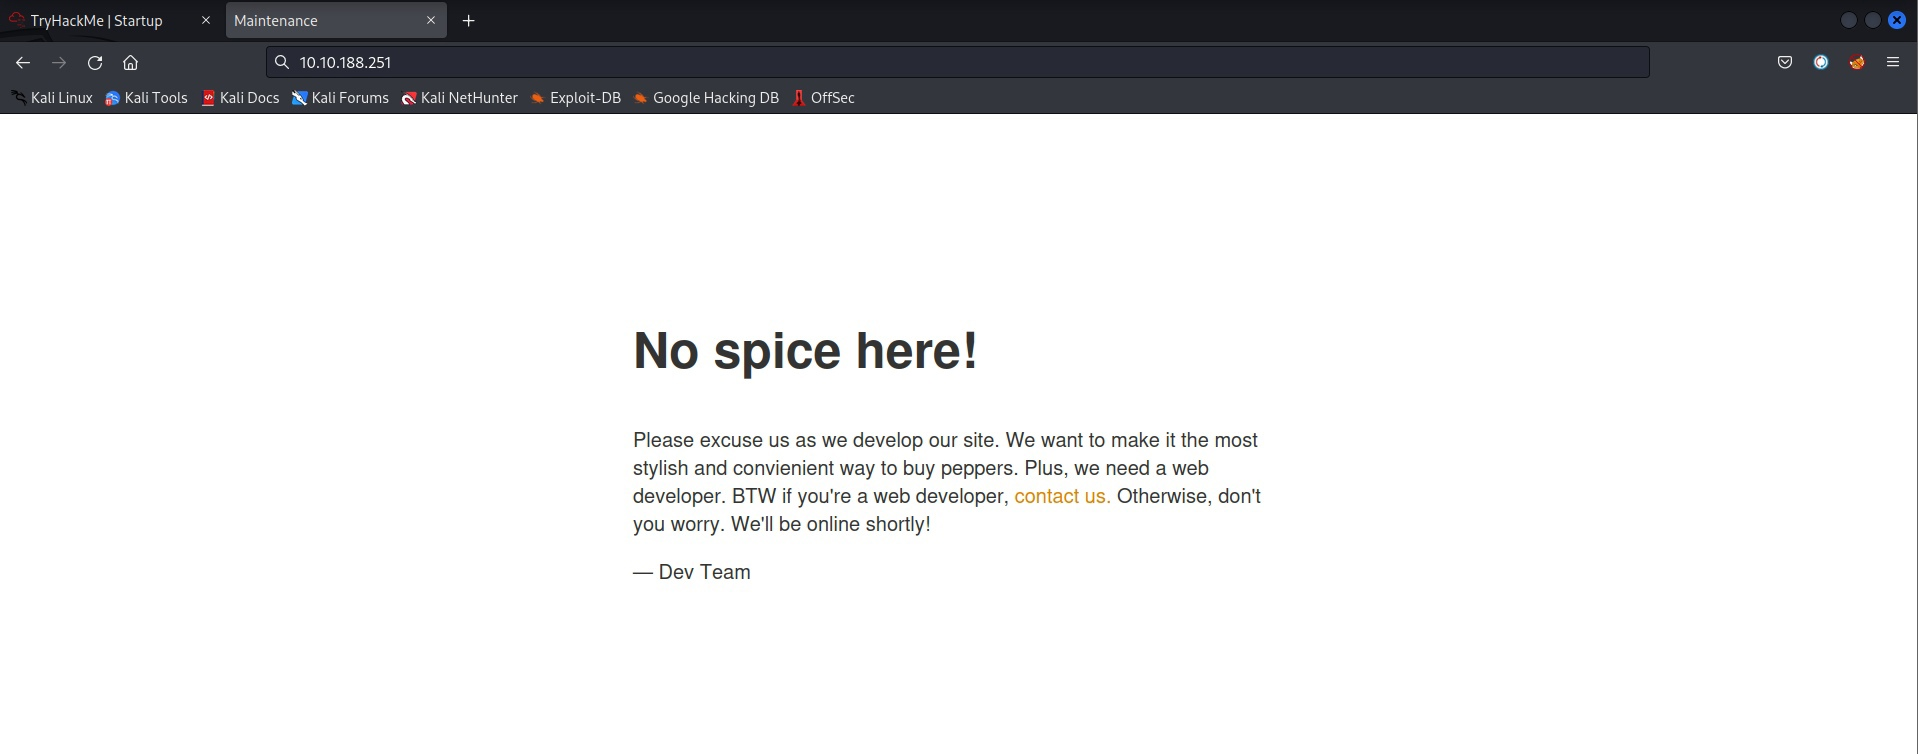 TryHackMe | Startup
Maintenance
10.10.188.251
Kali Linux Kali Tools Kali Docs Kali Forums Kali NetHunter Exploit-DB Google Hacking DB OffSec
No spice here!
Please excuse us as we develop our site. We want to make it the most
stylish and convienient way to buy peppers. Plus, we need a web
developer. BTW if you're a web developer, contact us. Otherwise, don't
you worry. We'll be online shortly!
— Dev Team